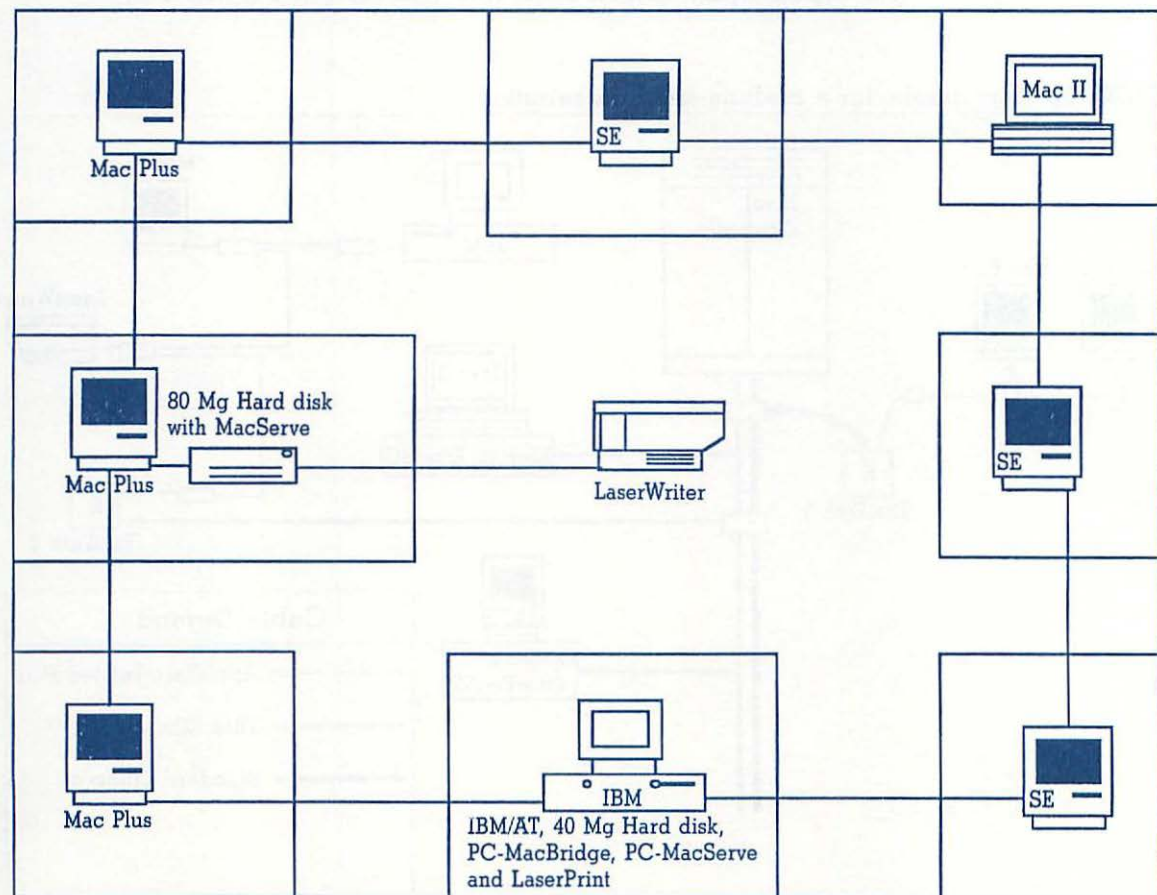 Mac Plus
SE
Mac II
80 Mg Hard disk
with MacServe
Mac Plus
LaserWriter
SE
Mac Plus
IBM
IBM/AT, 40 Mg Hard disk,
PC-MacBridge, PC-MacServe
and LaserPrint
SE